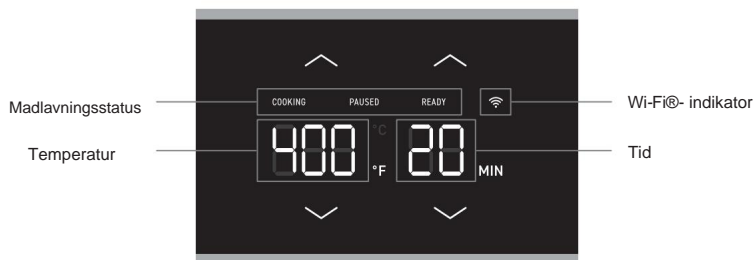 COOKING PAUSED READY
Madlavningsstatus
Wi-Fi®- indikator
°C
Temperatur
400 °F
20 MIN
Tid